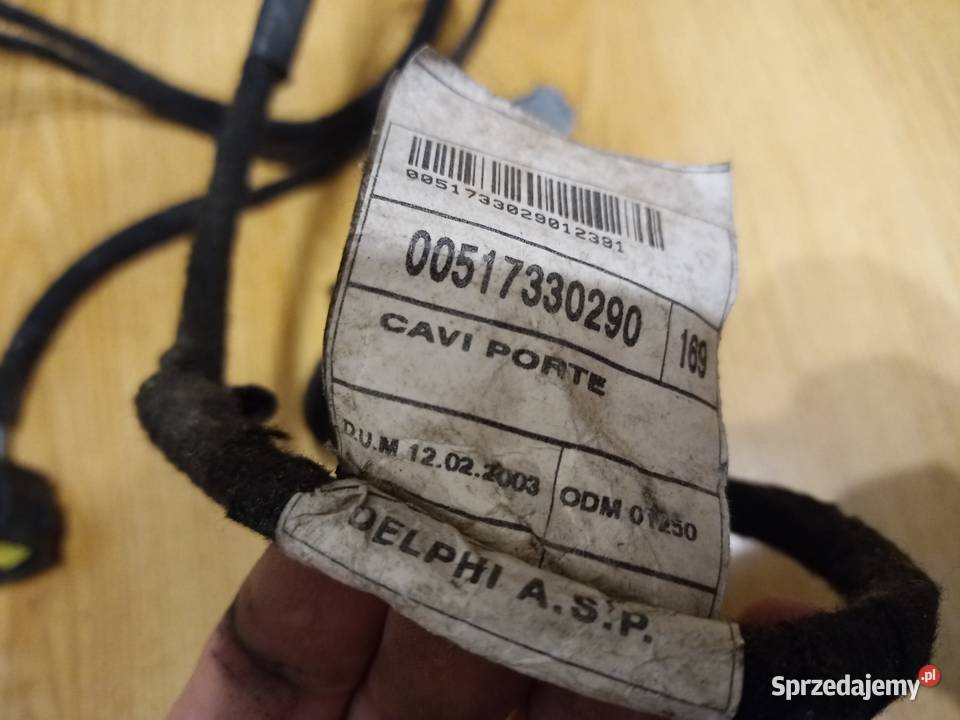 0051733029012391
00517330290
169
CAVI PORTE
D.U.M 12.02.2003
ODM 01250
DELPHI A.S.P.
Sprzedajemy.pl